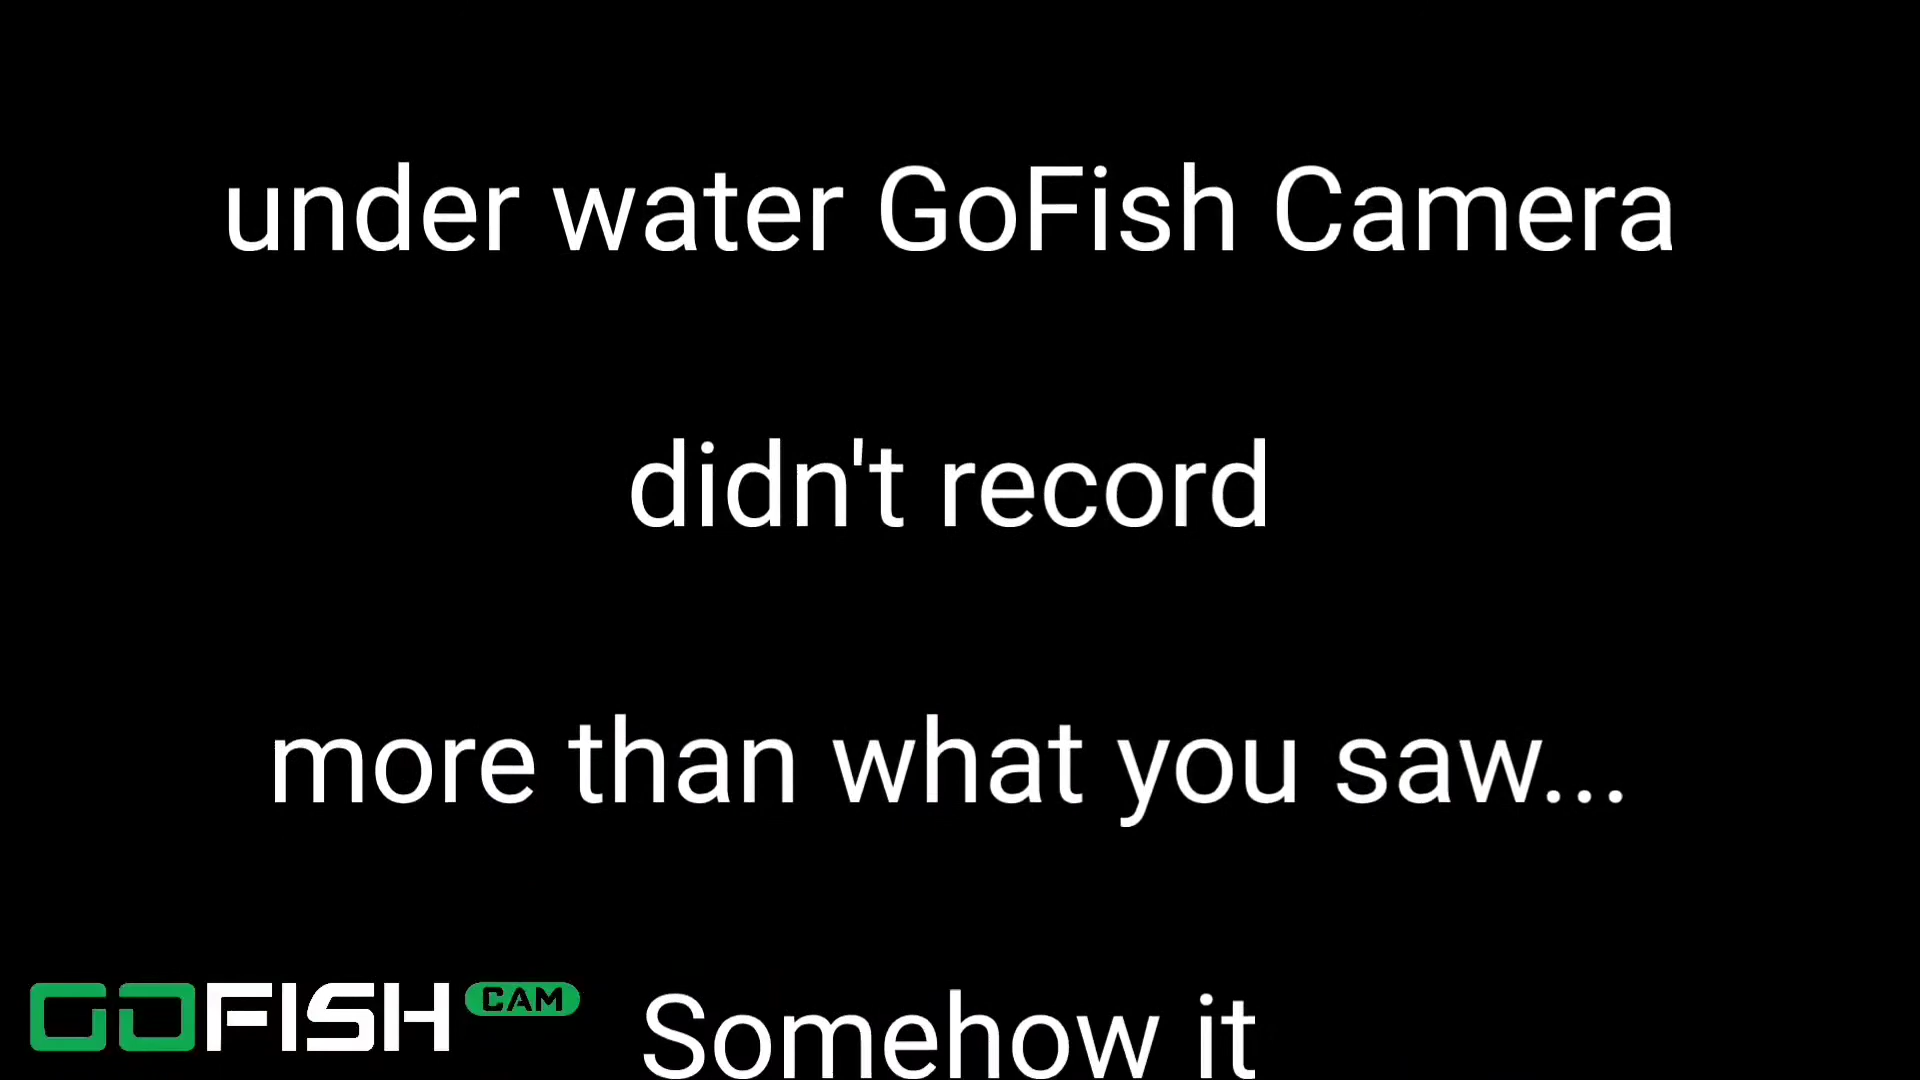 under water GoFish Camera
didn't record
more than what you saw...
GOFISH CAM
Somehow it